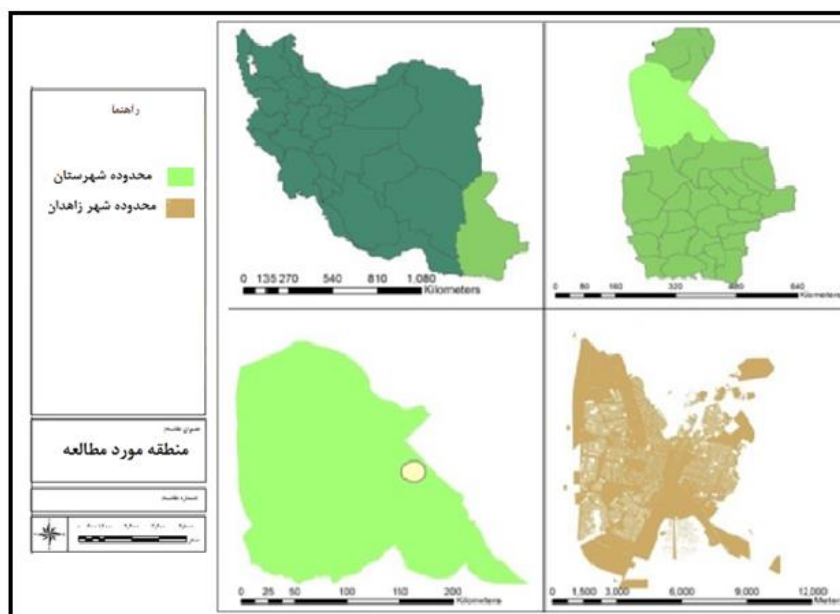 راهنما
محدوده شهرستان
محدوده شهر زاهدان
منطقه مورد مطالعه
0 135 270 540 810 1,080
Kilometers
0 80 160 320 480 640
0 25 50 100 150 200
Kilometers
0 1,500 3,000 6,000 9,000 12,000